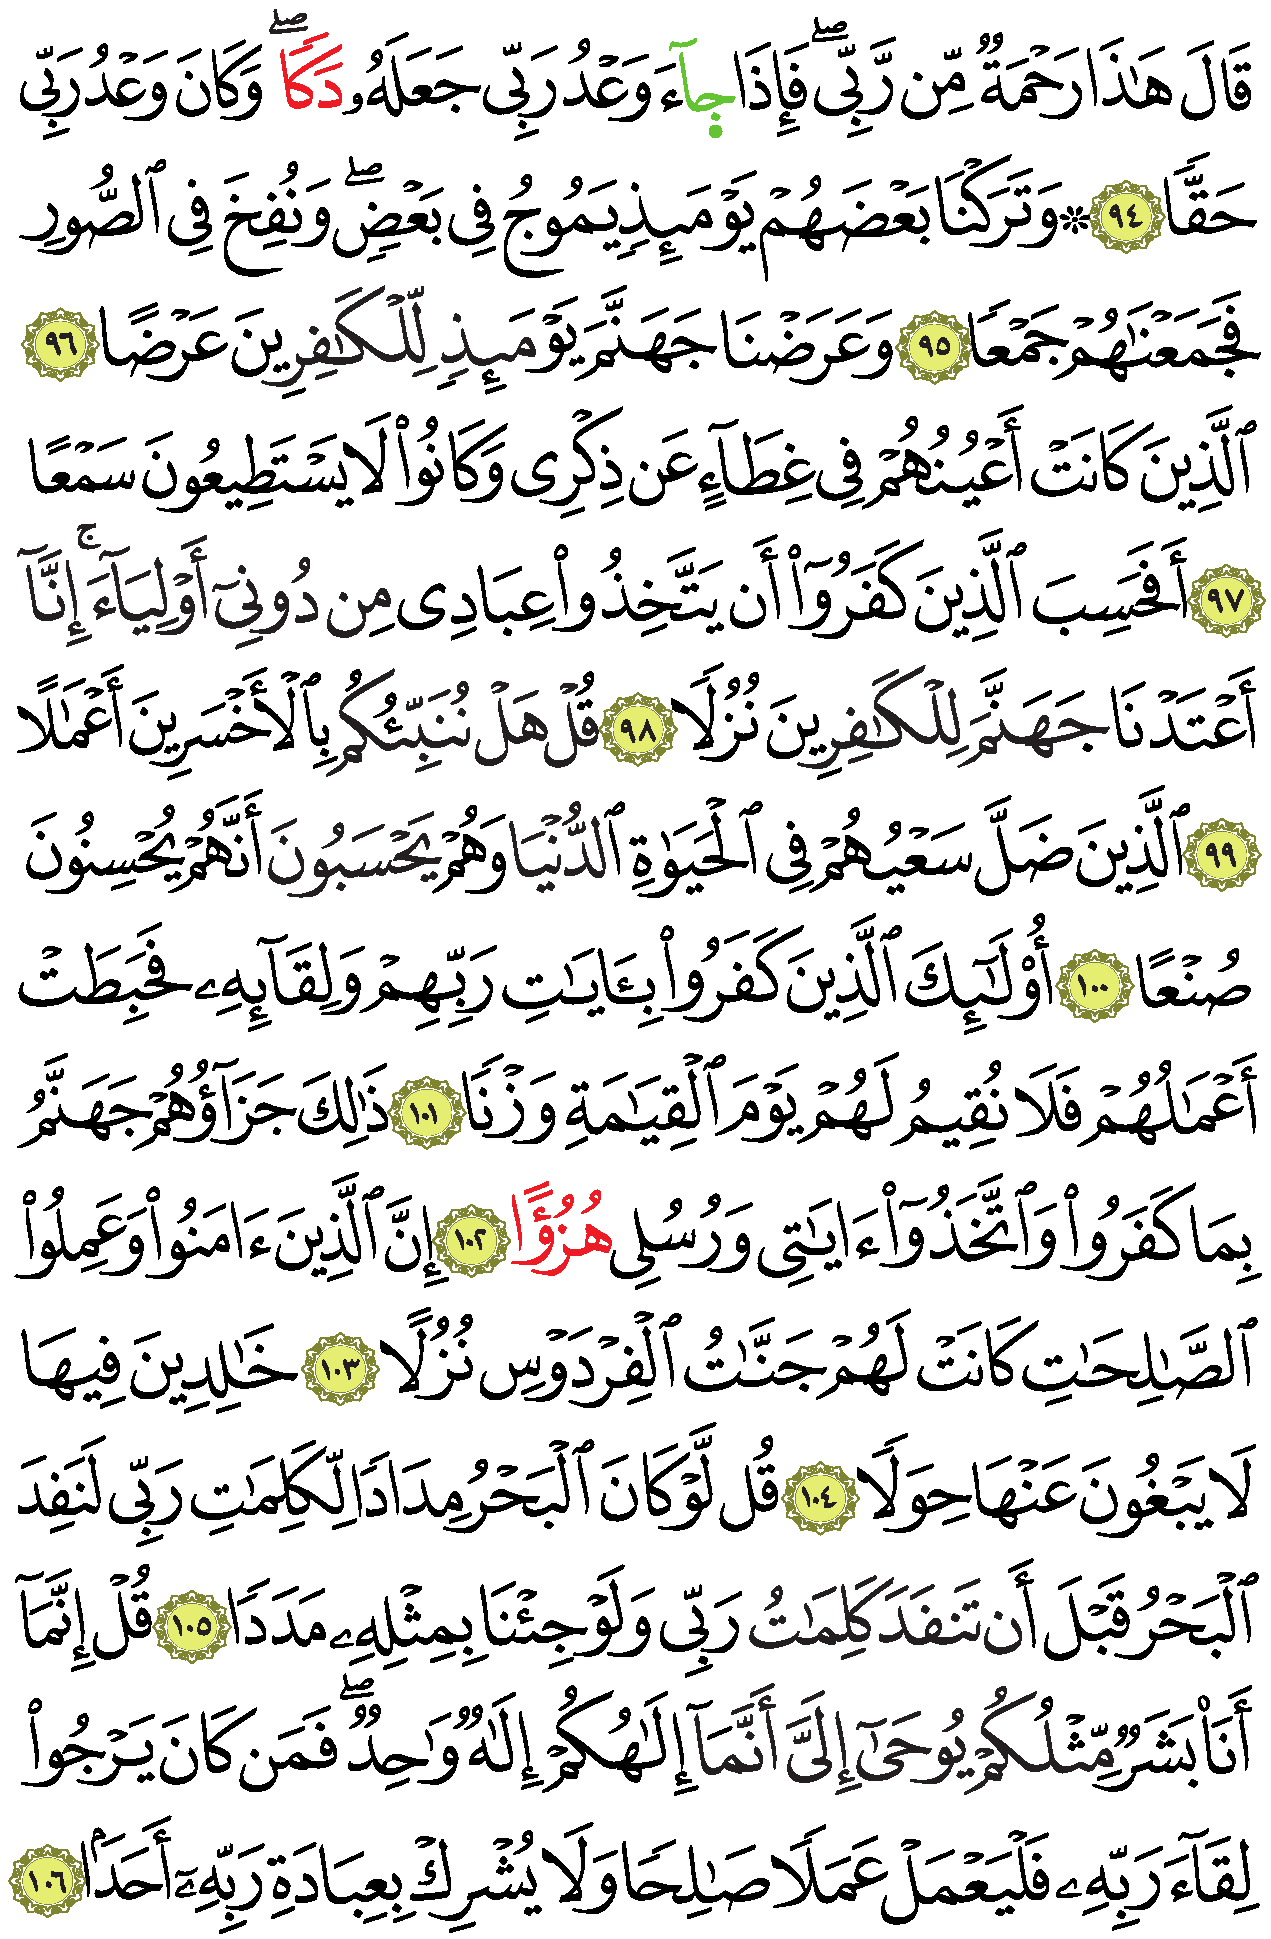 قَالَ هَٰذَا رَحْمَةٌ مِّن رَّبِّي ۖ فَإِذَا جَآءَ وَعْدُ رَبِّي جَعَلَهُۥ دَكًّا ۖ وَكَانَ وَعْدُ رَبِّي
حَقًّا ٩٤ ۞ وَتَرَكْنَا بَعْضَهُمْ يَوْمَئِذٍ يَمُوجُ فِي بَعْضٍ ۖ وَنُفِخَ فِي ٱلصُّورِ
فَجَمَعْنَٰهُمْ جَمْعًا ٩٥ وَعَرَضْنَا جَهَنَّمَ يَوْمَئِذٍ لِّلْكَٰفِرِينَ عَرْضًا ٩٦
ٱلَّذِينَ كَانَتْ أَعْيُنُهُمْ فِي غِطَآءٍ عَن ذِكْرِي وَكَانُوا۟ لَا يَسْتَطِيعُونَ سَمْعًا
٩٧ أَفَحَسِبَ ٱلَّذِينَ كَفَرُوٓا۟ أَن يَتَّخِذُوا۟ عِبَادِي مِن دُونِيٓ أَوْلِيَآءَ ۚ إِنَّآ
أَعْتَدْنَا جَهَنَّمَ لِلْكَٰفِرِينَ نُزُلًا ٩٨ قُلْ هَلْ نُنَبِّئُكُم بِٱلْأَخْسَرِينَ أَعْمَٰلًا
٩٩ ٱلَّذِينَ ضَلَّ سَعْيُهُمْ فِي ٱلْحَيَوٰةِ ٱلدُّنْيَا وَهُمْ يَحْسَبُونَ أَنَّهُمْ يُحْسِنُونَ
صُنْعًا ١٠٠ أُو۟لَٰٓئِكَ ٱلَّذِينَ كَفَرُوا۟ بِـَٔايَٰتِ رَبِّهِمْ وَلِقَآئِهِۦ فَحَبِطَتْ
أَعْمَٰلُهُمْ فَلَا نُقِيمُ لَهُمْ يَوْمَ ٱلْقِيَٰمَةِ وَزْنًا ١٠١ ذَٰلِكَ جَزَآؤُهُمْ جَهَنَّمُ
بِمَا كَفَرُوا۟ وَٱتَّخَذُوٓا۟ ءَايَٰتِي وَرُسُلِي هُزُؤًا ١٠٢ إِنَّ ٱلَّذِينَ ءَامَنُوا۟ وَعَمِلُوا۟
ٱلصَّٰلِحَٰتِ كَانَتْ لَهُمْ جَنَّٰتُ ٱلْفِرْدَوْسِ نُزُلًا ١٠٣ خَٰلِدِينَ فِيهَا
لَا يَبْغُونَ عَنْهَا حِوَلًا ١٠٤ قُل لَّوْ كَانَ ٱلْبَحْرُ مِدَادًا لِّكَلِمَٰتِ رَبِّي لَنَفِدَ
ٱلْبَحْرُ قَبْلَ أَن تَنفَدَ كَلِمَٰتُ رَبِّي وَلَوْ جِئْنَا بِمِثْلِهِۦ مَدَدًا ١٠٥ قُلْ إِنَّمَآ
أَنَا۠ بَشَرٌ مِّثْلُكُمْ يُوحَىٰٓ إِلَيَّ أَنَّمَآ إِلَٰهُكُمْ إِلَٰهٌ وَٰحِدٌ ۖ فَمَن كَانَ يَرْجُوا۟
لِقَآءَ رَبِّهِۦ فَلْيَعْمَلْ عَمَلًا صَٰلِحًا وَلَا يُشْرِكْ بِعِبَادَةِ رَبِّهِۦٓ أَحَدًۢا ١٠٦